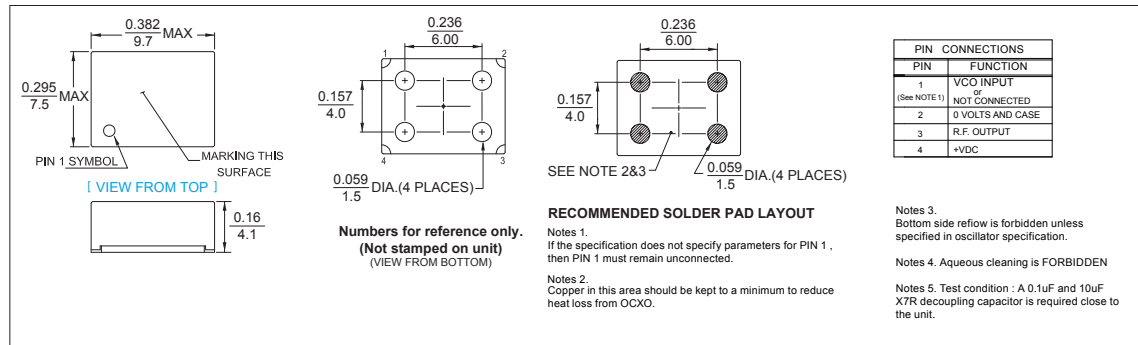 0.382
9.7
MAX
0.295
7.5
MAX
PIN 1 SYMBOL
MARKING THIS
SURFACE
[ VIEW FROM TOP ]
0.16
4.1
0.236
6.00
1
2
0.157
4.0
4
3
0.059
1.5
DIA.(4 PLACES)
Numbers for reference only.
(Not stamped on unit)
(VIEW FROM BOTTOM)
0.236
6.00
0.157
4.0
SEE NOTE 2&3
0.059
1.5
DIA.(4 PLACES)
RECOMMENDED SOLDER PAD LAYOUT
Notes 1.
If the specification does not specify parameters for PIN 1 ,
then PIN 1 must remain unconnected.
Notes 2.
Copper in this area should be kept to a minimum to reduce
heat loss from OCXO.
PIN CONNECTIONS
PIN FUNCTION
1 VCO INPUT
(See NOTE 1) or
NOT CONNECTED
2 0 VOLTS AND CASE
3 R.F. OUTPUT
4 +VDC
Notes 3.
Bottom side reflow is forbidden unless
specified in oscillator specification.
Notes 4. Aqueous cleaning is FORBIDDEN
Notes 5. Test condition : A 0.1uF and 10uF
X7R decoupling capacitor is required close to
the unit.